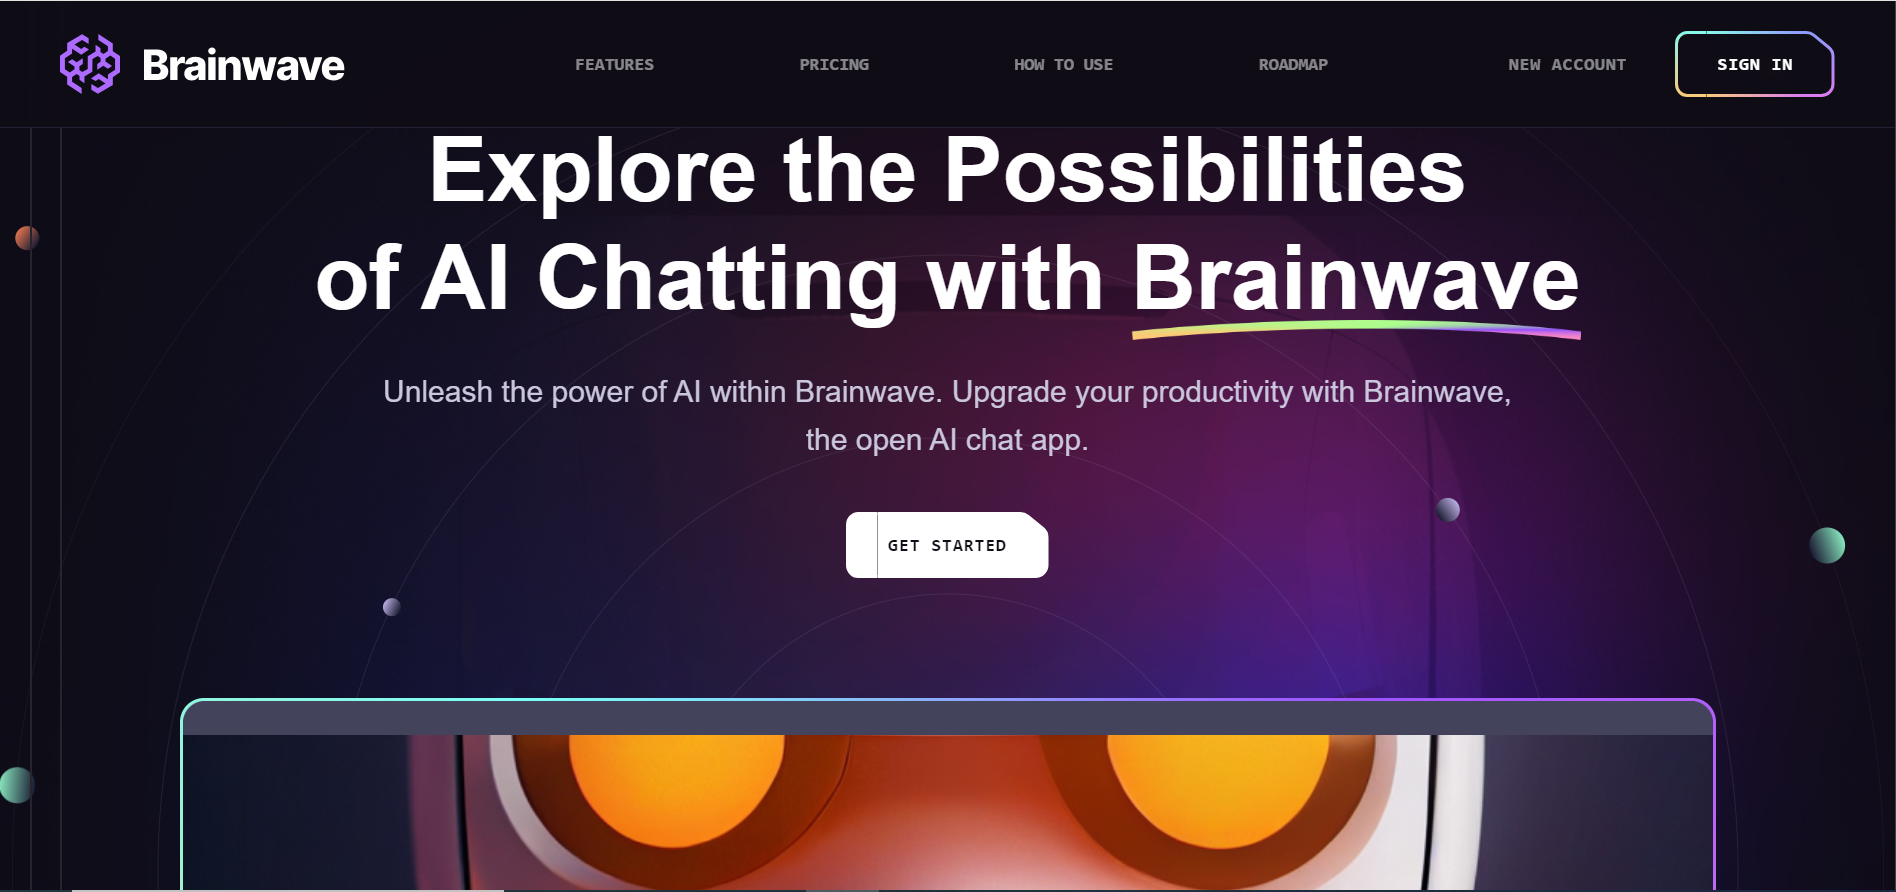 Brainwave
FEATURES
PRICING
HOW TO USE
ROADMAP
NEW ACCOUNT
SIGN IN
Explore the Possibilities
of AI Chatting with Brainwave
Unleash the power of AI within Brainwave. Upgrade your productivity with Brainwave,
the open AI chat app.
GET STARTED